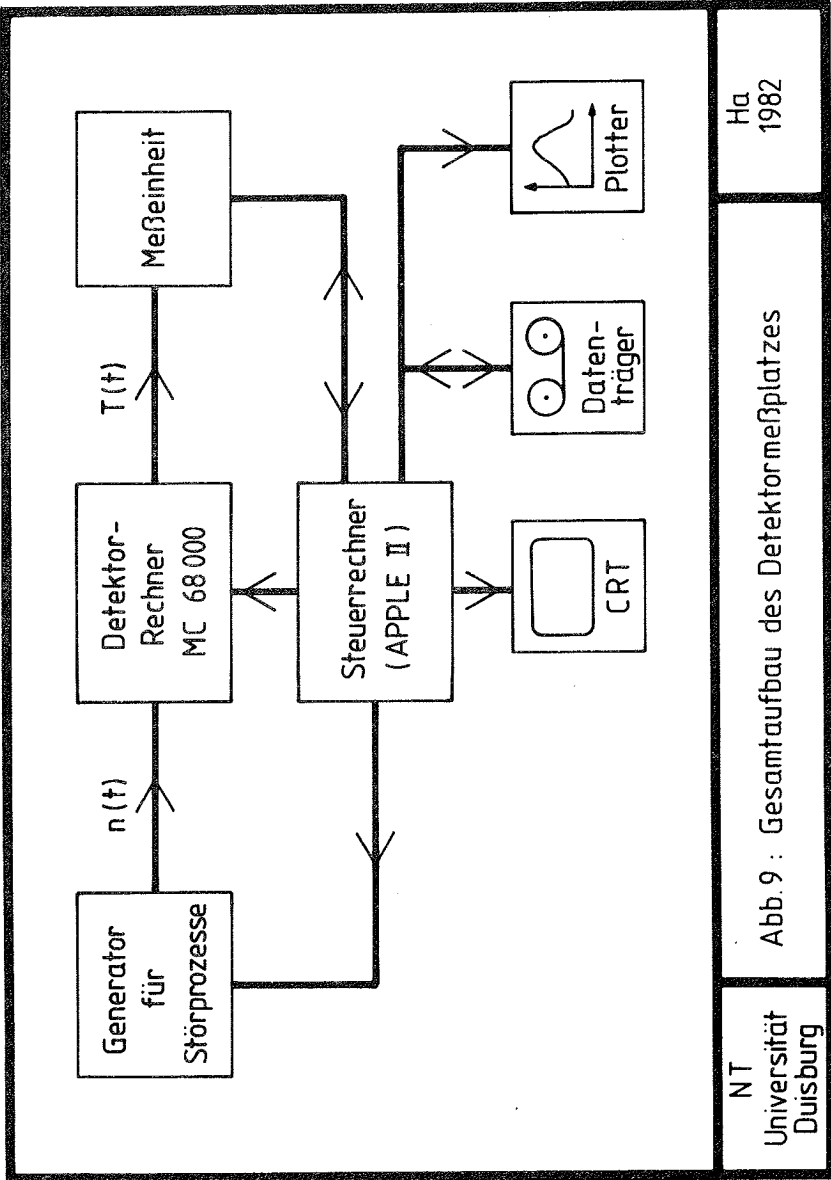 Generator
für
Störprozesse
n(t)
Detektor-
Rechner
MC 68000
T(t)
Meßeinheit
Steuerrechner
(APPLE II)
CRT
Daten-
träger
Plotter
NT
Universität
Duisburg
Abb. 9 : Gesamtaufbau des Detektormeßplatzes
Ha
1982